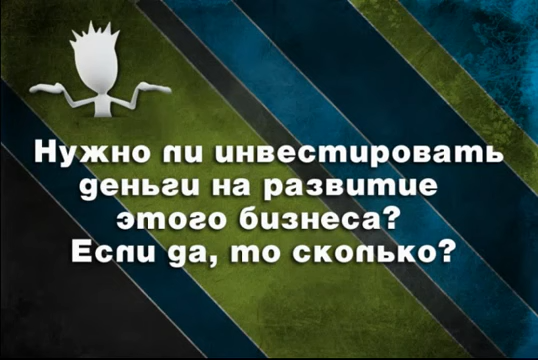 Нужно ли инвестировать
деньги на развитие
этого бизнеса?
Если да, то сколько?